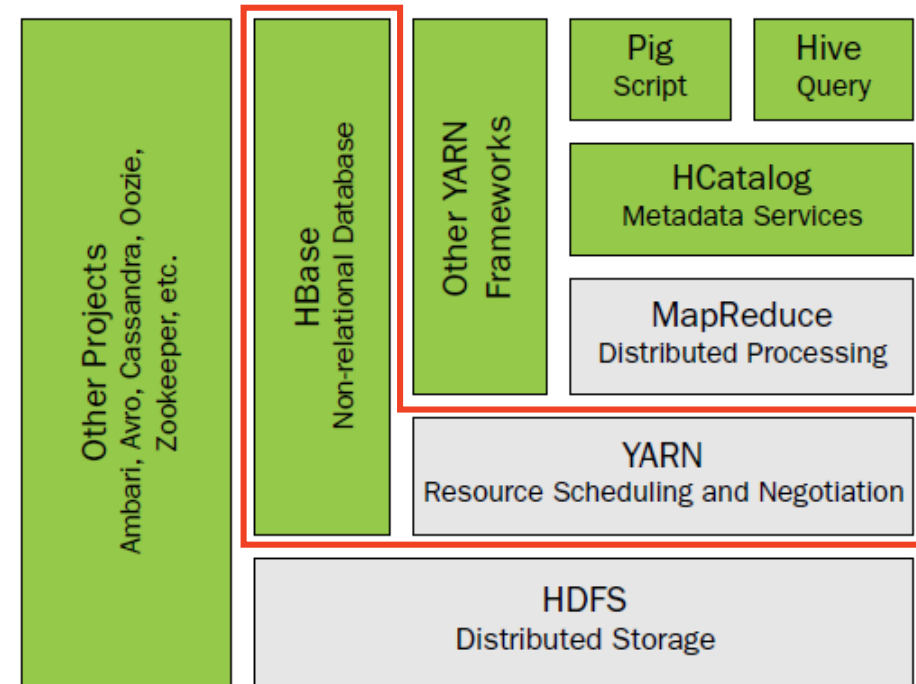 Other Projects
Ambari, Avro, Cassandra, Oozie,
Zookeeper, etc.
HBase
Non-relational Database
Other YARN
Frameworks
Pig
Script
Hive
Query
HCatalog
Metadata Services
MapReduce
Distributed Processing
YARN
Resource Scheduling and Negotiation
HDFS
Distributed Storage